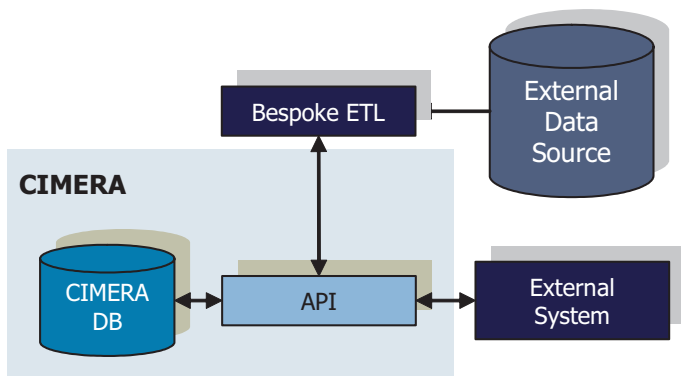 External
Data
Source
Bespoke ETL
CIMERA
CIMERA
DB
API
External
System